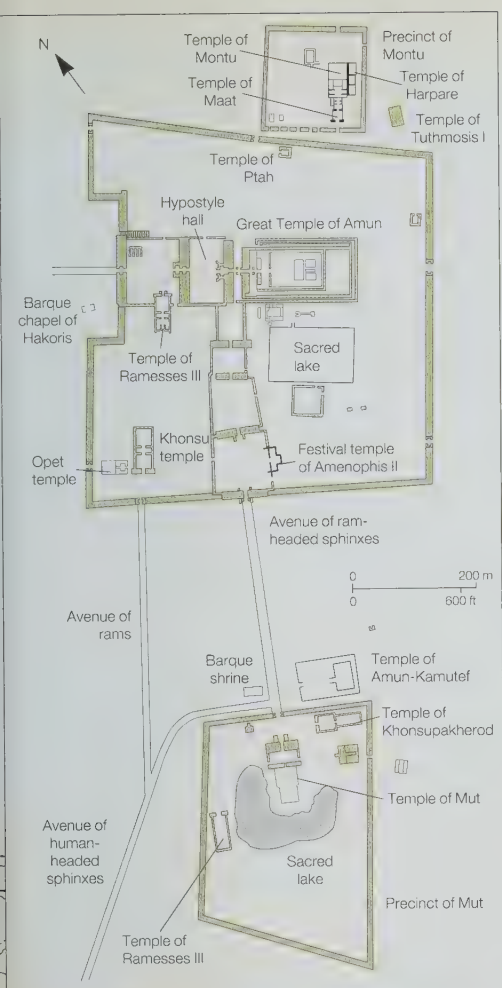 N
Temple of
Montu
Temple of
Maat
Precinct of
Montu
Temple of
Harpare
Temple of
Tuthmosis I
Temple of
Ptah
Hypostyle
hall
Great Temple of Amun
Barque
chapel of
Hakoris
Temple of
Ramesses III
Sacred
lake
Khonsu
temple
Opet
temple
Festival temple
of Amenophis II
Avenue of ram-
headed sphinxes
0 200 m
0 600 ft
Avenue of
rams
Barque
shrine
Temple of
Amun-Kamutef
Temple of
Khonsupakherod
Temple of Mut
Avenue of
human-
headed
sphinxes
Sacred
lake
Precinct of Mut
Temple of
Ramesses III